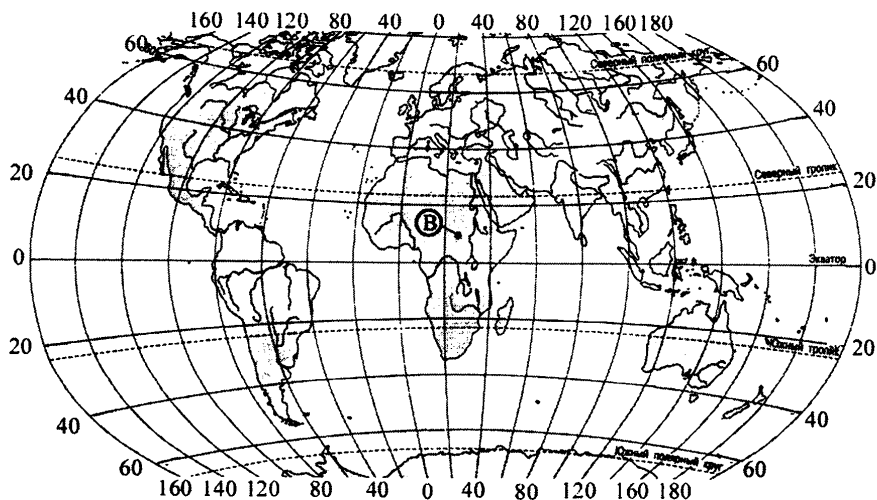 160 140 120 80 40 0 40 80 120 160 180
60 Северный полярный круг 60
40 40
Северный тропик
20 20
В
0 Экватор 0
20 Южный тропик 20
40 40
60 Южный полярный круг 60
160 140 120 80 40 0 40 80 120 160 180